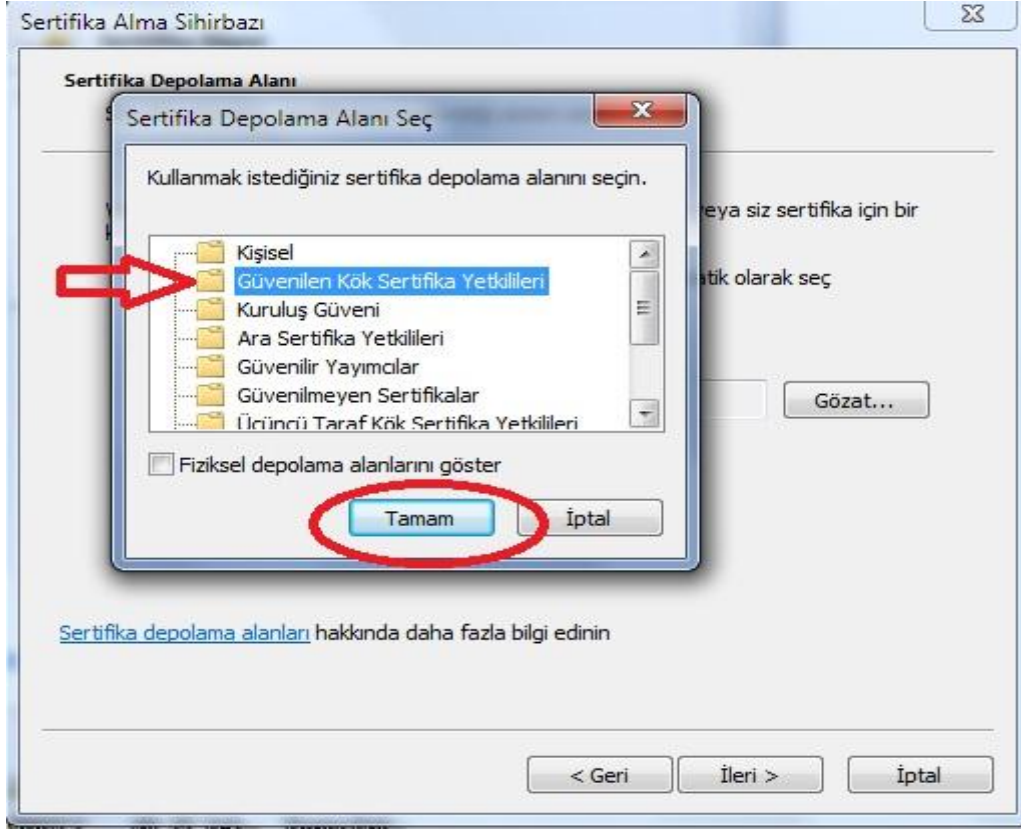 Sertifika Alma Sihirbazı
Sertifika Depolama Alanı
Sertifika Depolama Alanı Seç
Kullanmak istediğiniz sertifika depolama alanını seçin.
veya siz sertifika için bir
Kişisel
Güvenilen Kök Sertifika Yetkilileri
olarak seç
Kuruluş Güveni
Ara Sertifika Yetkilileri
Güvenilir Yayımcılar
Güvenilmeyen Sertifikalar
Üçüncü Taraf Kök Sertifika Yetkilileri
Gözat...
Fiziksel depolama alanlarını göster
Tamam İptal
Sertifika depolama alanları hakkında daha fazla bilgi edinin
< Geri İleri > İptal